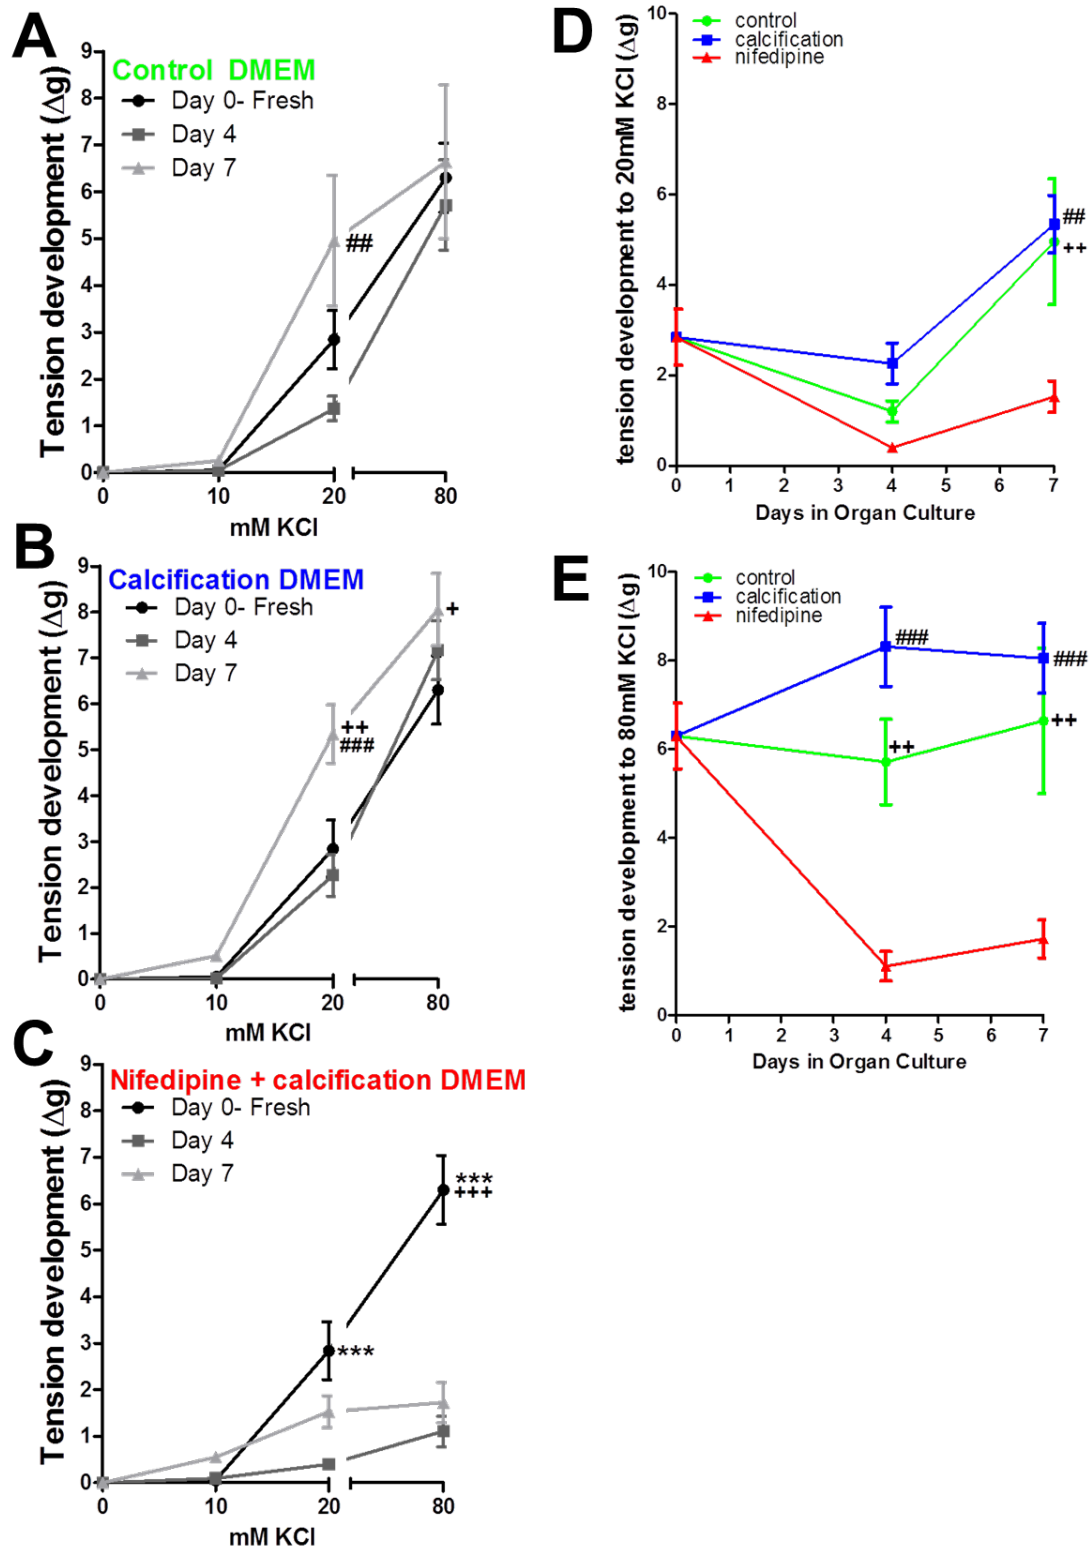 A
Control DMEM
Day 0- Fresh
Day 4
Day 7
Tension development (Δg)
9
8
7
6
5
4
3
2
1
0
##
0 10 20 80
mM KCl
B
Calcification DMEM
Day 0- Fresh
Day 4
Day 7
Tension development (Δg)
9
8
7
6
5
4
3
2
1
0
+
++
###
0 10 20 80
mM KCl
C
Nifedipine + calcification DMEM
Day 0- Fresh
Day 4
Day 7
Tension development (Δg)
9
8
7
6
5
4
3
2
1
0
***
+++
***
0 10 20 80
mM KCl
D
control
calcification
nifedipine
tension development to 20mM KCl (Δg)
10
8
6
4
2
0
##
++
0 1 2 3 4 5 6 7
Days in Organ Culture
E
control
calcification
nifedipine
tension development to 80mM KCl (Δg)
10
8
6
4
2
0
###
###
++
++
0 1 2 3 4 5 6 7
Days in Organ Culture